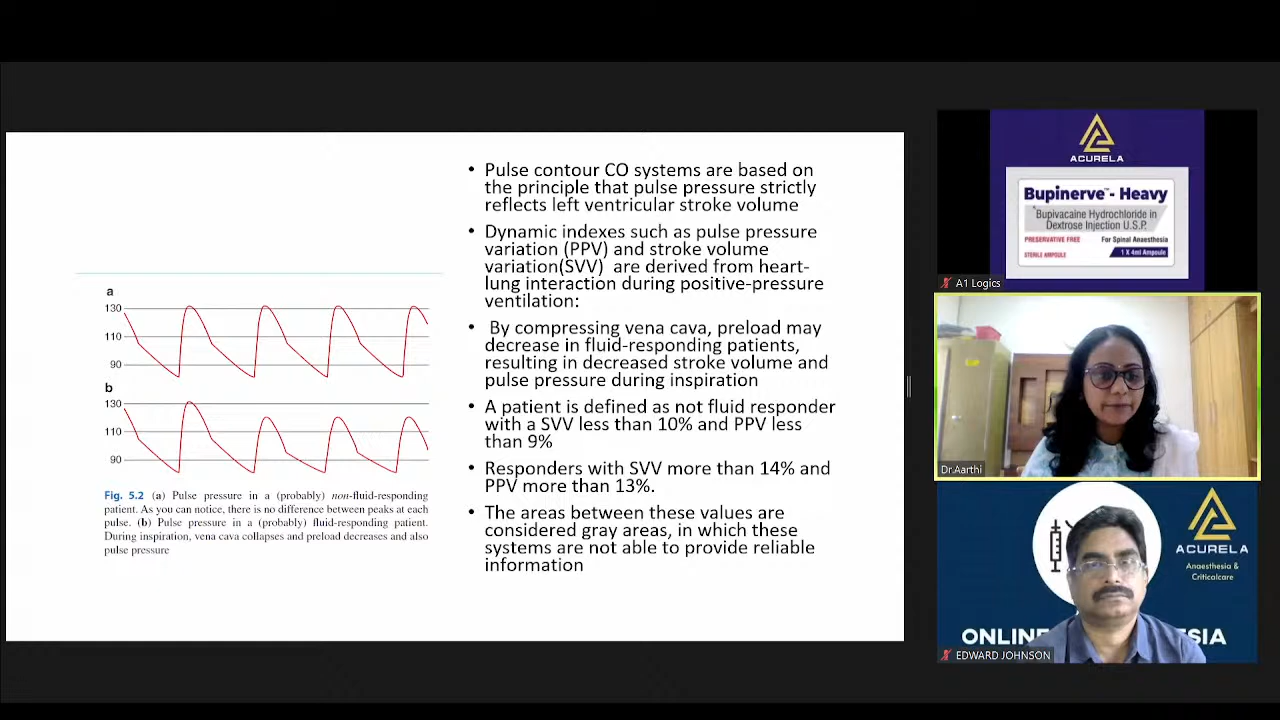 a
130
110
90
b
130
110
90
Fig. 5.2 (a) Pulse pressure in a (probably) non-fluid-responding
patient. As you can notice, there is no difference between peaks at each
pulse. (b) Pulse pressure in a (probably) fluid-responding patient.
During inspiration, vena cava collapses and preload decreases and also
pulse pressure
• Pulse contour CO systems are based on
the principle that pulse pressure strictly
reflects left ventricular stroke volume
• Dynamic indexes such as pulse pressure
variation (PPV) and stroke volume
variation(SVV) are derived from heart-
lung interaction during positive-pressure
ventilation:
• By compressing vena cava, preload may
decrease in fluid-responding patients,
resulting in decreased stroke volume and
pulse pressure during inspiration
• A patient is defined as not fluid responder
with a SVV less than 10% and PPV less
than 9%
• Responders with SVV more than 14% and
PPV more than 13%.
• The areas between these values are
considered gray areas, in which these
systems are not able to provide reliable
information
ACURELA
Bupinerve™ - Heavy
Bupivacaine Hydrochloride in
Dextrose Injection U.S.P.
PRESERVATIVE FREE
For Spinal Anaesthesia
STERILE AMPOULE
1 X 4ml Ampoule
A1 Logics
Dr.Aarthi
ACURELA
Anaesthesia &
Criticalcare
ONLINE
SIA
EDWARD JOHNSON